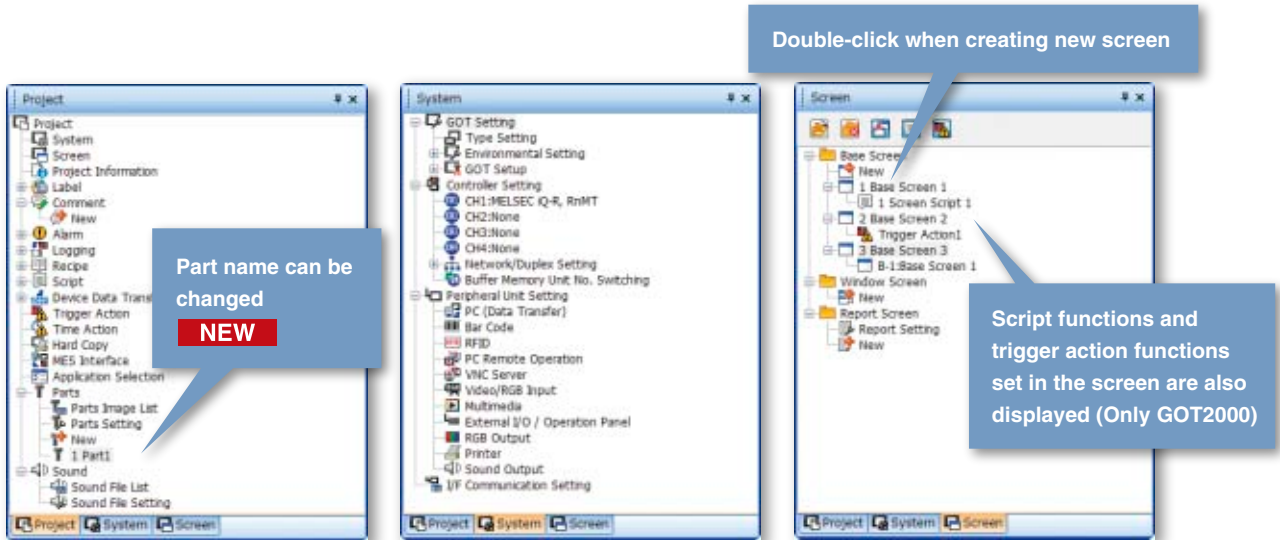 Double-click when creating new screen
Project
Project
System
Screen
Project Information
Label
Comment
New
Alarm
Logging
Recipe
Script
Device Data Trans
Trigger Action
Time Action
Hard Copy
MES Interface
Application Selection
Parts
Parts Image List
Parts Setting
New
1 Part1
Sound
Sound File List
Sound File Setting
Project System Screen
Part name can be
changed
NEW
System
GOT Setting
Type Setting
Environmental Setting
GOT Setup
Controller Setting
CH1:MELSEC iQ-R, RnMT
CH2:None
CH3:None
CH4:None
Network/Duplex Setting
Buffer Memory Unit No. Switching
Peripheral Unit Setting
PC (Data Transfer)
Bar Code
RFID
PC Remote Operation
VNC Server
Video/RGB Input
Multimedia
External I/O / Operation Panel
RGB Output
Printer
Sound Output
I/F Communication Setting
Project System Screen
Screen
Base Screen
New
1 Base Screen 1
1 Screen Script 1
2 Base Screen 2
Trigger Action1
3 Base Screen 3
B-1:Base Screen 1
Window Screen
New
Report Screen
Report Setting
New
Project System Screen
Script functions and
trigger action functions
set in the screen are also
displayed (Only GOT2000)